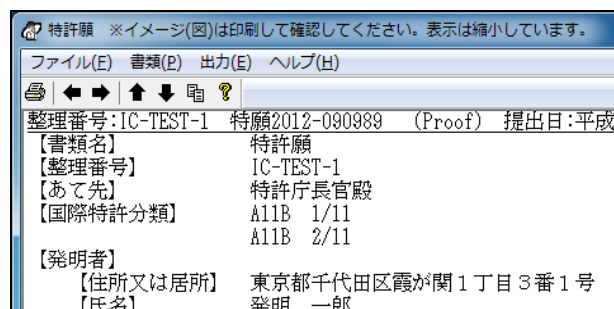 特許願　※イメージ(図)は印刷して確認してください。表示は縮小しています。
ファイル(F)　書類(P)　出力(E)　ヘルプ(H)
整理番号:IC-TEST-1　特願2012-090989　(Proof)　提出日:平成
【書類名】　特許願
【整理番号】　IC-TEST-1
【あて先】　特許庁長官殿
【国際特許分類】　A11B　1/11
A11B　2/11
【発明者】
【住所又は居所】　東京都千代田区霞が関１丁目３番１号
【氏名】　発明　一郎